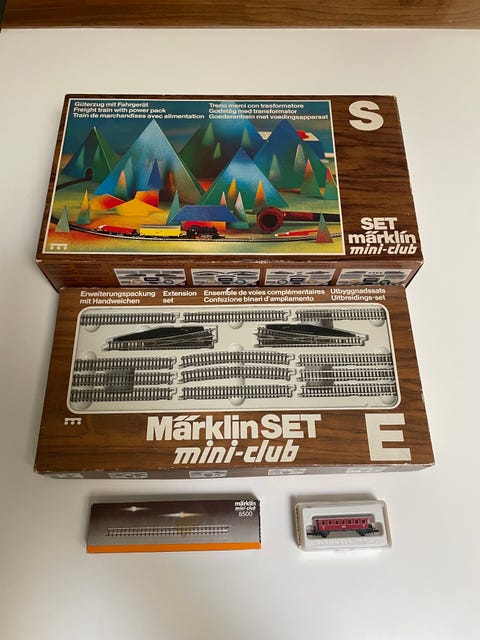 Güterzug mit Fahrgerät
Freight train with power pack
Train de marchandises avec alimentation
Treno merci con trasformatore
Godståg med transformator
Goederentrein met voedingsapparaat
S
SET
märklin
mini-club
Erweiterungspackung
mit Handweichen
Extension
set
Ensemble de voies complémentaires
Confezione binari d'ampliamento
Utbyggnadssats
Uitbreidings-set
Märklin SET
mini-club
E
märklin
mini-club
8500